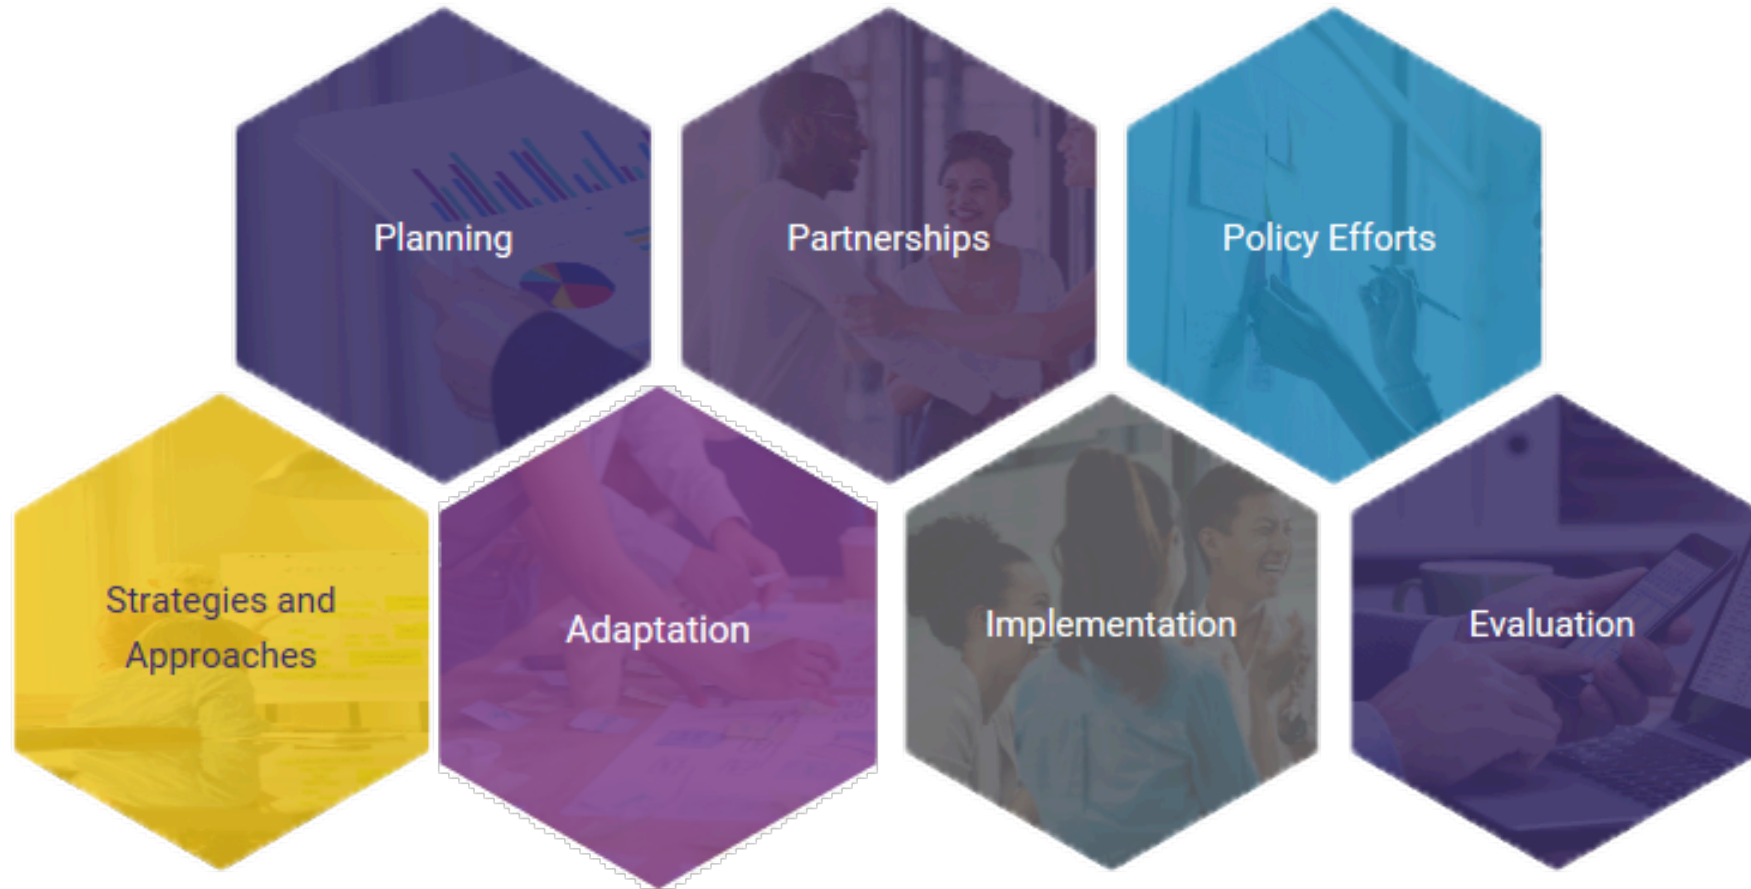 Planning
Partnerships
Policy Efforts
Strategies and
Approaches
Adaptation
Implementation
Evaluation